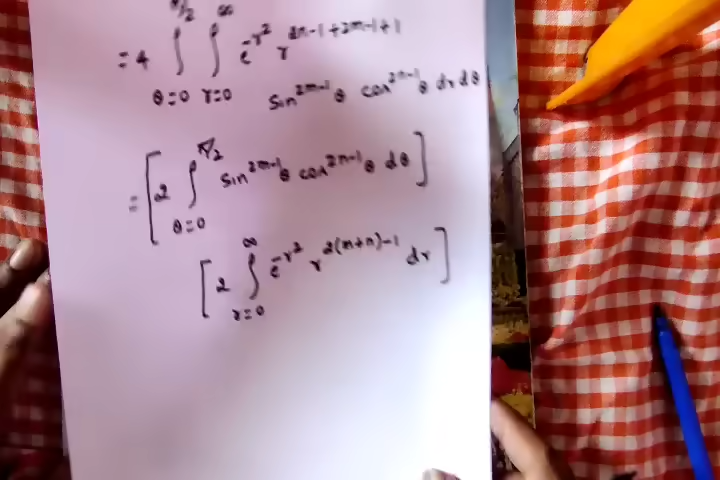 = 4 ∫_{θ=0}^{π/2} ∫_{r=0}^{∞} e^{-r²} r^{2n-1+2m-1+1}
sin^{2m-1}θ cos^{2n-1}θ dr dθ
= [2 ∫_{θ=0}^{π/2} sin^{2m-1}θ cos^{2n-1}θ dθ]
[2 ∫_{r=0}^{∞} e^{-r²} r^{2(m+n)-1} dr]